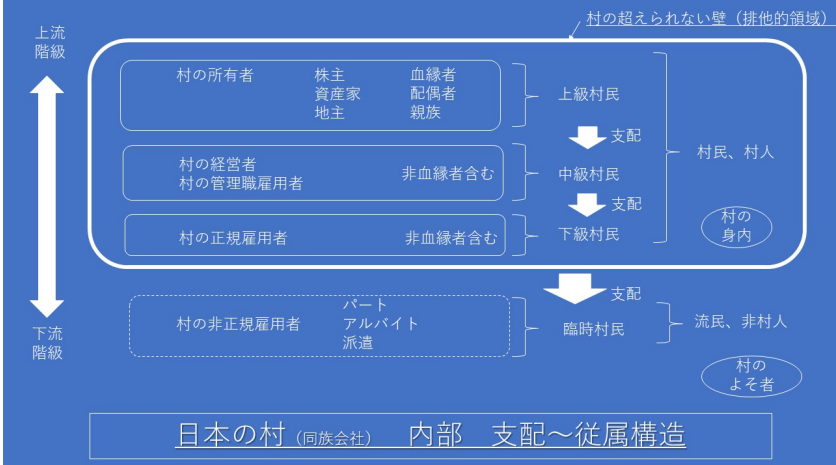 村の超えられない壁（排他的領域）
上流
階級
村の所有者
株主
資産家
地主
血縁者
配偶者
親族
上級村民
支配
村の経営者
村の管理職雇用者
非血縁者含む
中級村民
村民、村人
支配
村の正規雇用者
非血縁者含む
下級村民
村の
身内
支配
下流
階級
村の非正規雇用者
パート
アルバイト
派遣
臨時村民
流民、非村人
村の
よそ者
日本の村（同族会社）　内部　支配～従属構造